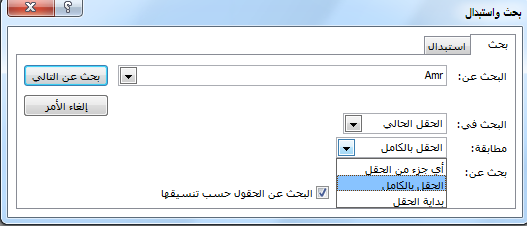 بحث واستبدال
بحث
استبدال
البحث عن:
Amr
بحث عن التالي
إلغاء الأمر
البحث في:
الحقل الحالي
مطابقة:
الحقل بالكامل
أي جزء من الحقل
الحقل بالكامل
بداية الحقل
بحث عن:
البحث عن الحقول حسب تنسيقها